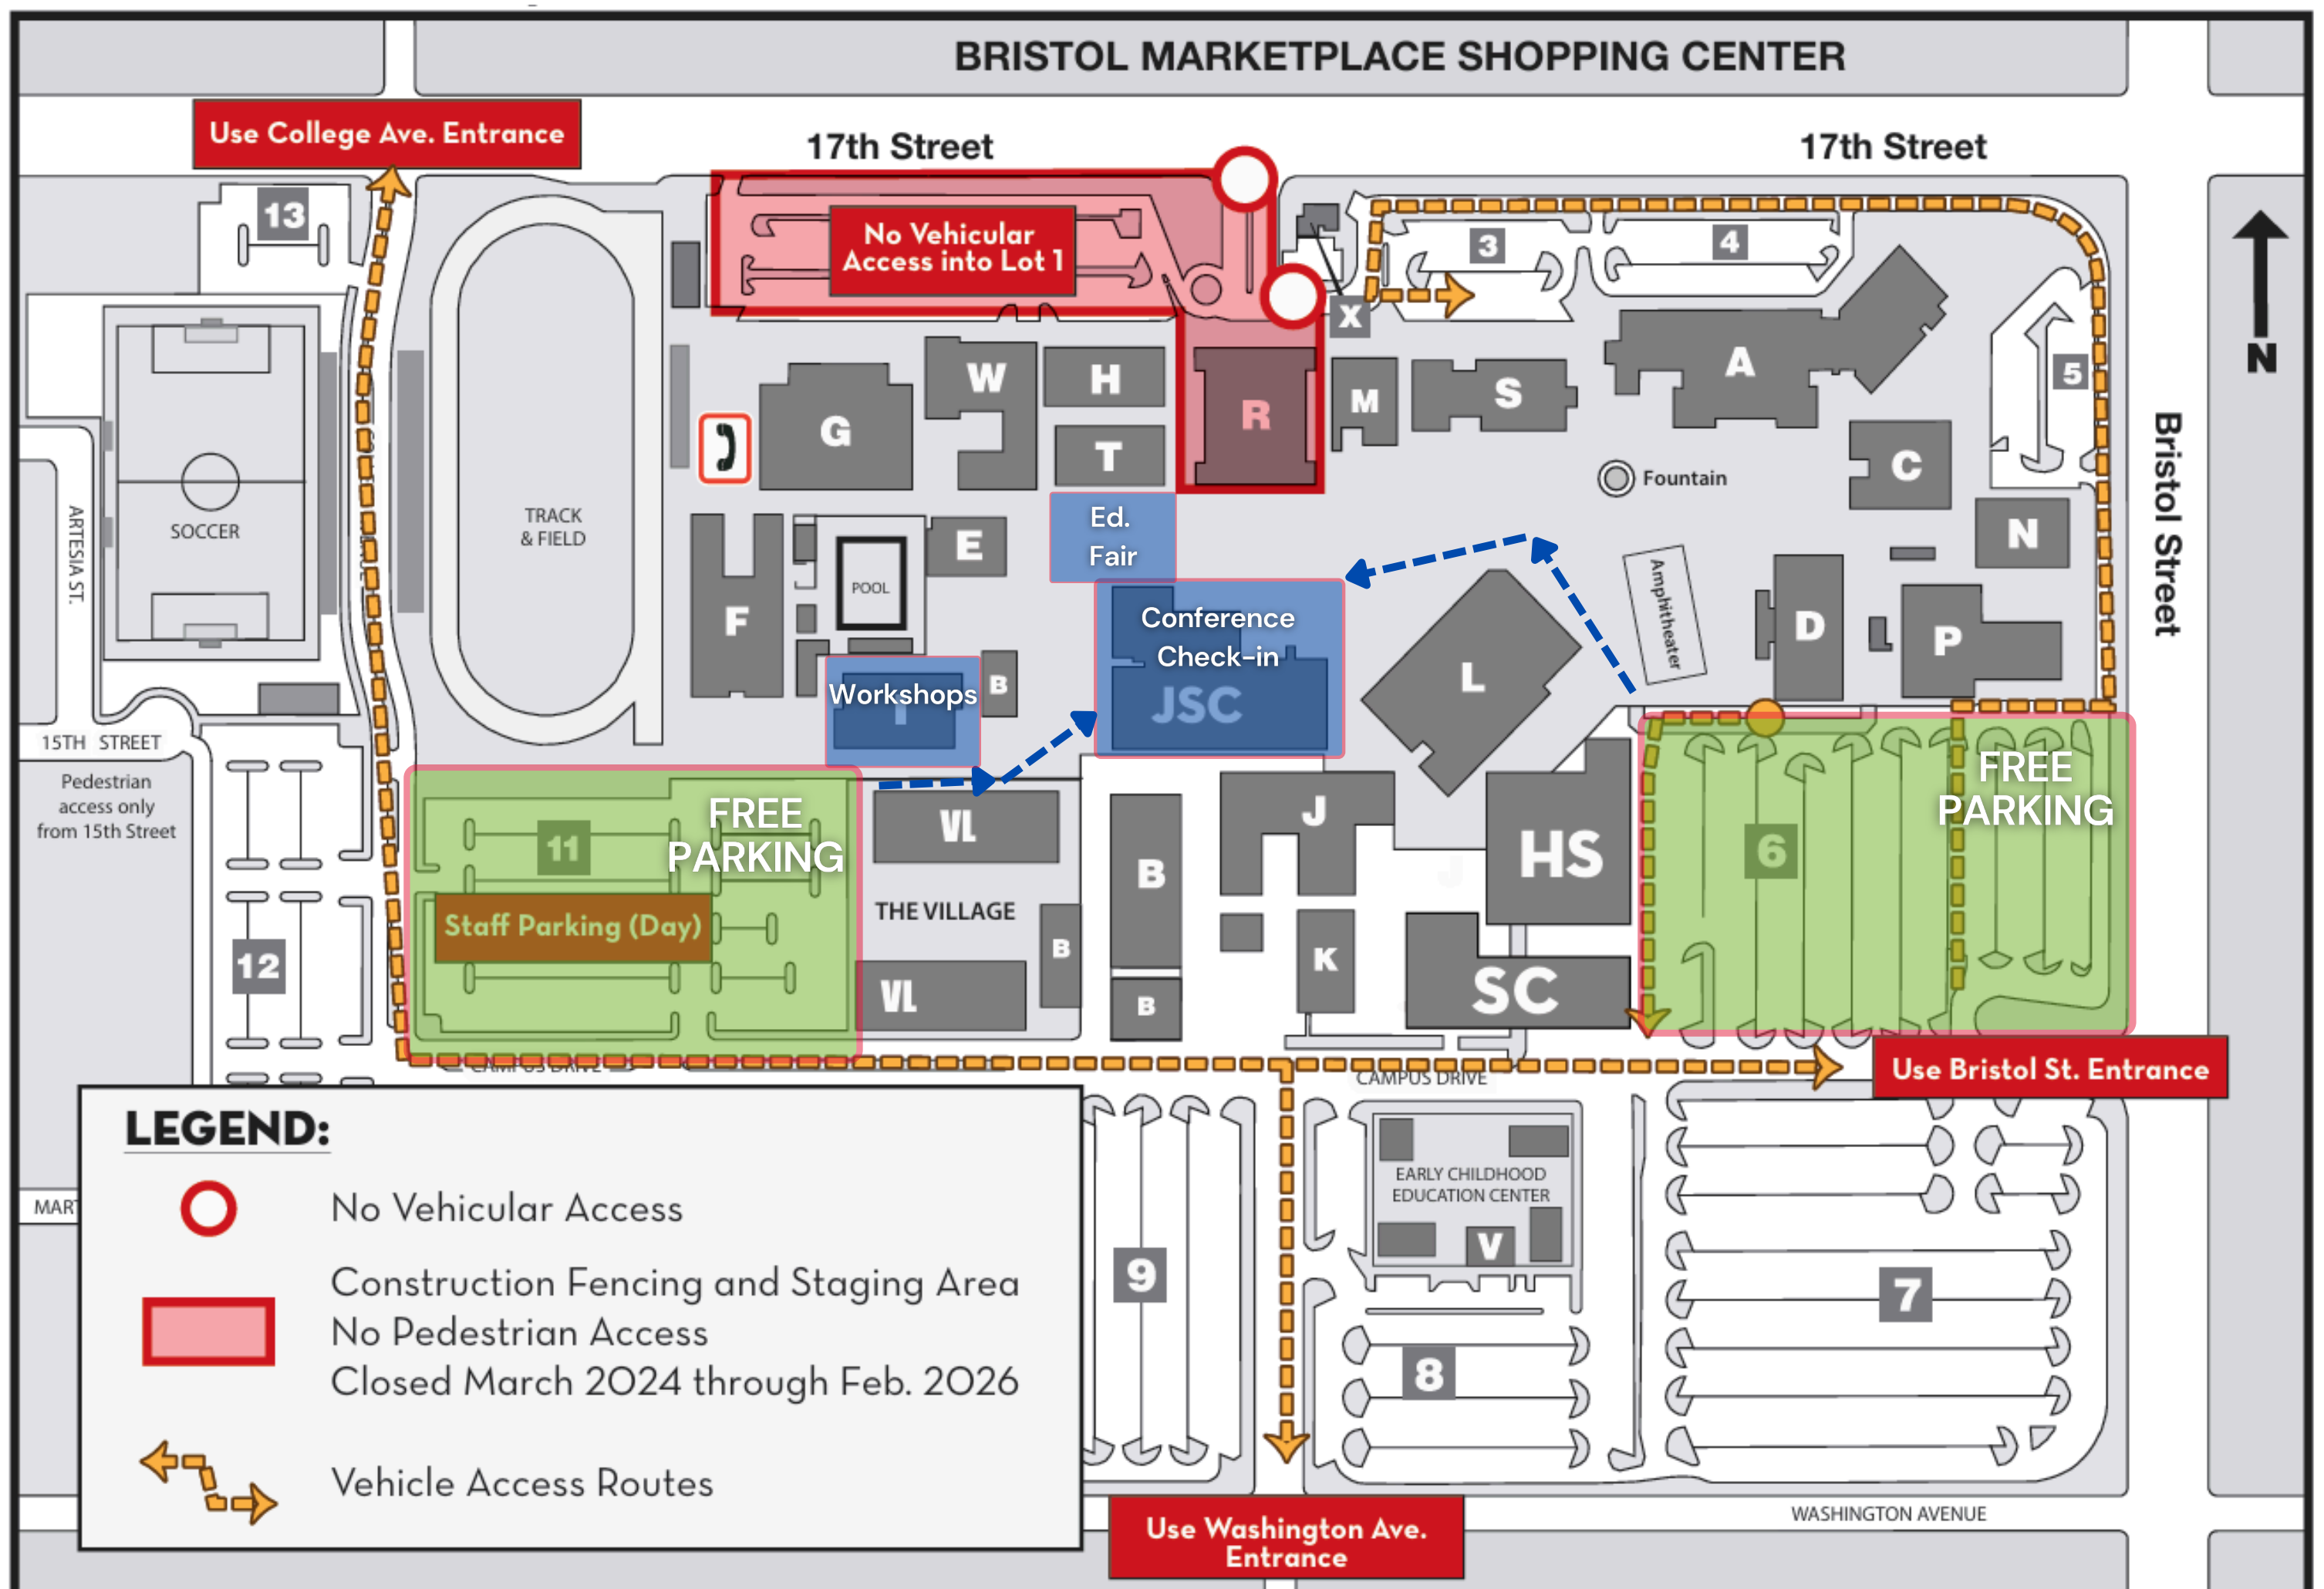 BRISTOL MARKETPLACE SHOPPING CENTER
Use College Ave. Entrance
17th Street
17th Street
13
No Vehicular
Access into Lot 1
3
4
X
5
N
W
H
G
T
R
M
S
A
C
Fountain
Bristol Street
ARTESIA ST.
SOCCER
TRACK
& FIELD
Ed.
Fair
E
POOL
F
N
Amphitheater
D
P
Conference
Check-in
JSC
L
Workshops
B
15TH STREET
Pedestrian
access only
from 15th Street
FREE
PARKING
11
Staff Parking (Day)
VL
THE VILLAGE
VL
B
B
B
J
J
HS
K
SC
6
FREE
PARKING
12
CAMPUS DRIVE
CAMPUS DRIVE
Use Bristol St. Entrance
LEGEND:
No Vehicular Access
Construction Fencing and Staging Area
No Pedestrian Access
Closed March 2024 through Feb. 2026
Vehicle Access Routes
MART
9
EARLY CHILDHOOD
EDUCATION CENTER
V
8
7
WASHINGTON AVENUE
Use Washington Ave.
Entrance